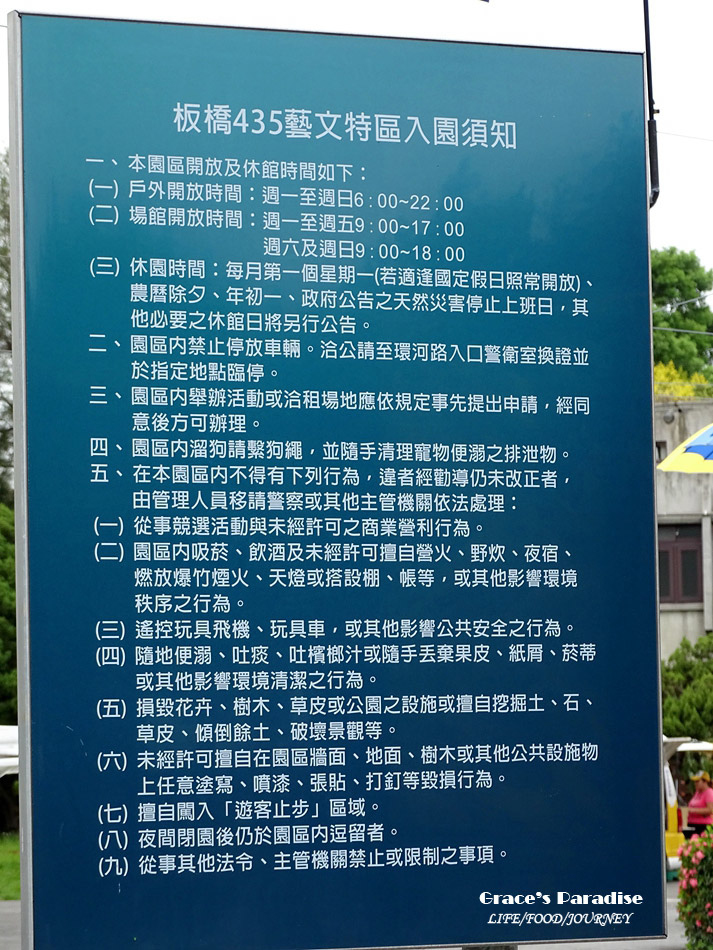 板橋435藝文特區入園須知
一、本園區開放及休館時間如下：
(一) 戶外開放時間：週一至週日6：00~22：00
(二) 場館開放時間：週一至週五9：00~17：00
週六及週日9：00~18：00
(三) 休園時間：每月第一個星期一(若適逢國定假日照常開放)、
農曆除夕、年初一、政府公告之天然災害停止上班日，其
他必要之休館日將另行公告。
二、園區內禁止停放車輛。洽公請至環河路入口警衛室換證並
於指定地點臨停。
三、園區內舉辦活動或洽租場地應依規定事先提出申請，經同
意後方可辦理。
四、園區內溜狗請繫狗繩，並隨手清理寵物便溺之排泄物。
五、在本園區內不得有下列行為，違者經勸導仍未改正者，
由管理人員移請警察或其他主管機關依法處理：
(一) 從事競選活動與未經許可之商業營利行為。
(二) 園區內吸菸、飲酒及未經許可擅自營火、野炊、夜宿、
燃放爆竹煙火、天燈或搭設棚、帳等，或其他影響環境
秩序之行為。
(三) 遙控玩具飛機、玩具車，或其他影響公共安全之行為。
(四) 隨地便溺、吐痰、吐檳榔汁或隨手丟棄果皮、紙屑、菸蒂
或其他影響環境清潔之行為。
(五) 損毀花卉、樹木、草皮或公園之設施或擅自挖掘土、石、
草皮、傾倒餘土、破壞景觀等。
(六) 未經許可擅自在園區牆面、地面、樹木或其他公共設施物
上任意塗寫、噴漆、張貼、打釘等毀損行為。
(七) 擅自闖入「遊客止步」區域。
(八) 夜間閉園後仍於園區內逗留者。
(九) 從事其他法令、主管機關禁止或限制之事項。
Grace's Paradise
LIFE/FOOD/JOURNEY